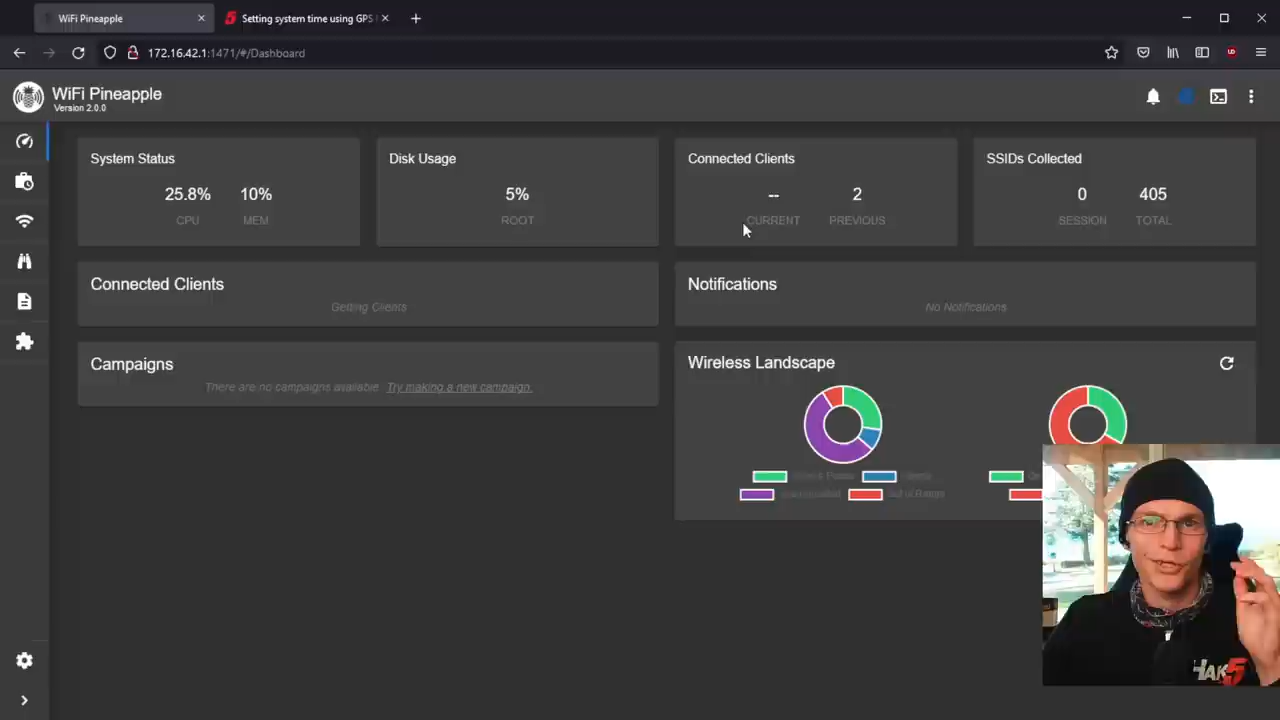 WiFi Pineapple
Setting system time using GPS
172.16.42.1:1471/#/Dashboard
WiFi Pineapple
Version 2.0.0
System Status
25.8% 10%
CPU MEM
Disk Usage
5%
ROOT
Connected Clients
-- 2
CURRENT PREVIOUS
SSIDs Collected
0 405
SESSION TOTAL
Connected Clients
Getting Clients
Notifications
No Notifications
Campaigns
There are no campaigns available. Try making a new campaign.
Wireless Landscape
Out of Range
HAK5